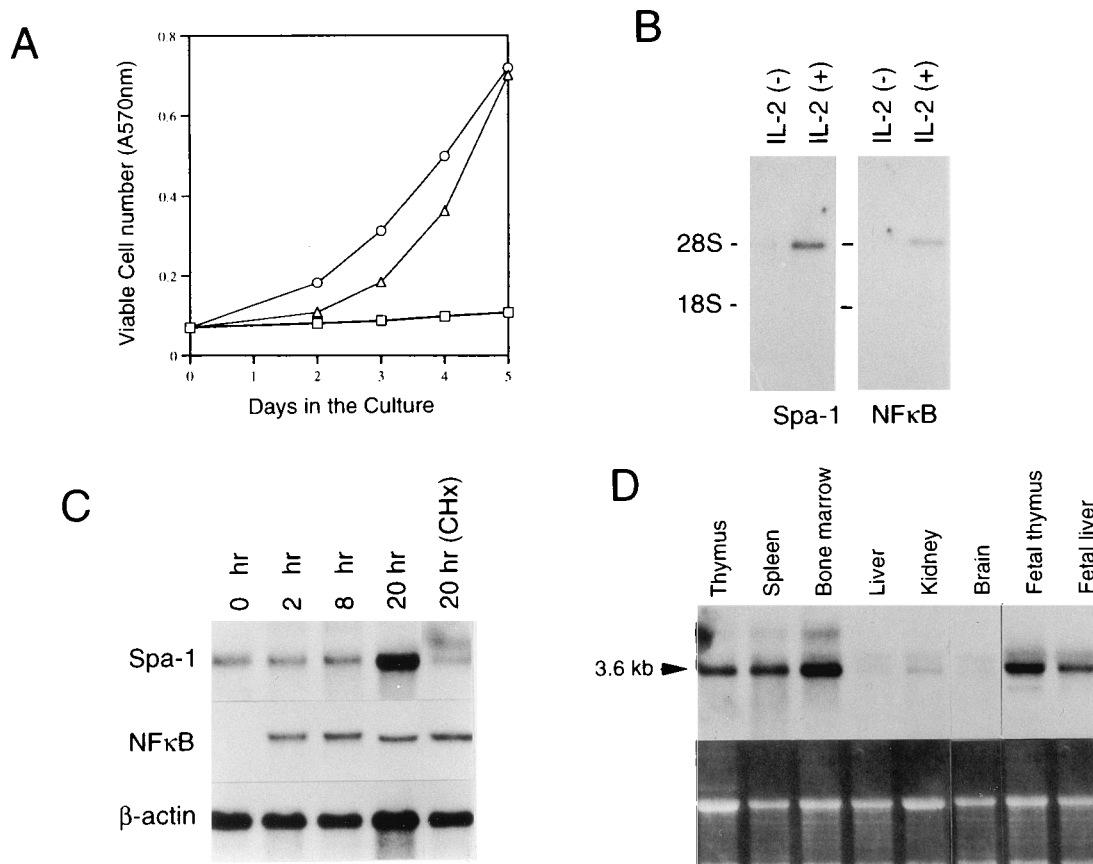 A
Viable Cell number (A570nm)
0.8
0.6
0.4
0.2
0
0 1 2 3 4 5
Days in the Culture
B
IL-2 (-) IL-2 (+) IL-2 (-) IL-2 (+)
28S -
18S -
Spa-1 NFκB
C
0 hr 2 hr 8 hr 20 hr 20 hr (CHx)
Spa-1
NFκB
β-actin
D
Thymus Spleen Bone marrow Liver Kidney Brain Fetal thymus Fetal liver
3.6 kb